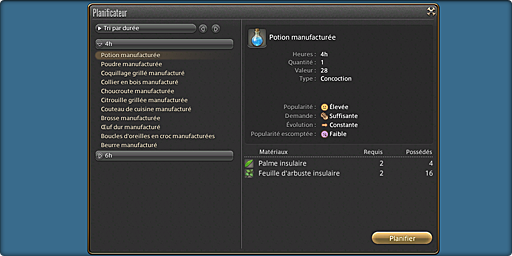 Planificateur
Tri par durée
4h
Potion manufacturée
Poudre manufacturée
Coquillage grillé manufacturé
Collier en bois manufacturé
Choucroute manufacturée
Citrouille grillée manufacturée
Couteau de cuisine manufacturé
Brosse manufacturée
Œuf dur manufacturé
Boucles d'oreilles en croc manufacturées
Beurre manufacturé
6h
Potion manufacturée
Heures : 4h
Quantité : 1
Valeur : 28
Type : Concoction
Popularité : Élevée
Demande : Suffisante
Évolution : Constante
Popularité escomptée : Faible
Matériaux Requis Possédés
Palme insulaire 2 4
Feuille d'arbuste insulaire 2 16
Planifier